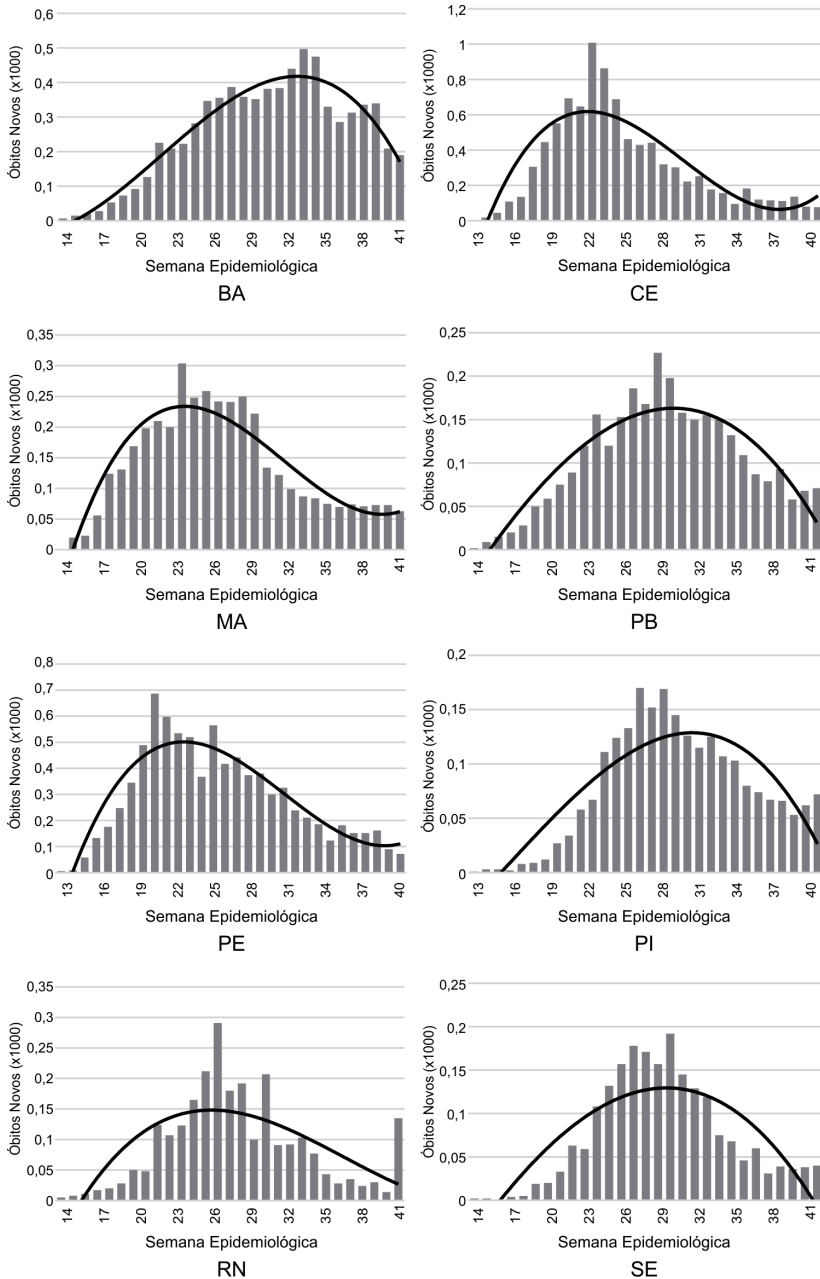 Óbitos Novos (x1000)
0,6
0,5
0,4
0,3
0,2
0,1
0
14 17 20 23 26 29 32 35 38 41
Semana Epidemiológica
BA
Óbitos Novos (x1000)
1,2
1
0,8
0,6
0,4
0,2
0
13 16 19 22 25 28 31 34 37 40
Semana Epidemiológica
CE
Óbitos Novos (x1000)
0,35
0,3
0,25
0,2
0,15
0,1
0,05
0
14 17 20 23 26 29 32 35 38 41
Semana Epidemiológica
MA
Óbitos Novos (x1000)
0,25
0,2
0,15
0,1
0,05
0
14 17 20 23 26 29 32 35 38 41
Semana Epidemiológica
PB
Óbitos Novos (x1000)
0,8
0,7
0,6
0,5
0,4
0,3
0,2
0,1
0
13 16 19 22 25 28 31 34 37 40
Semana Epidemiológica
PE
Óbitos Novos (x1000)
0,2
0,15
0,1
0,05
0
13 16 19 22 25 28 31 34 37 40
Semana Epidemiológica
PI
Óbitos Novos (x1000)
0,35
0,3
0,25
0,2
0,15
0,1
0,05
0
14 17 20 23 26 29 32 35 38 41
Semana Epidemiológica
RN
Óbitos Novos (x1000)
0,25
0,2
0,15
0,1
0,05
0
14 17 20 23 26 29 32 35 38 41
Semana Epidemiológica
SE